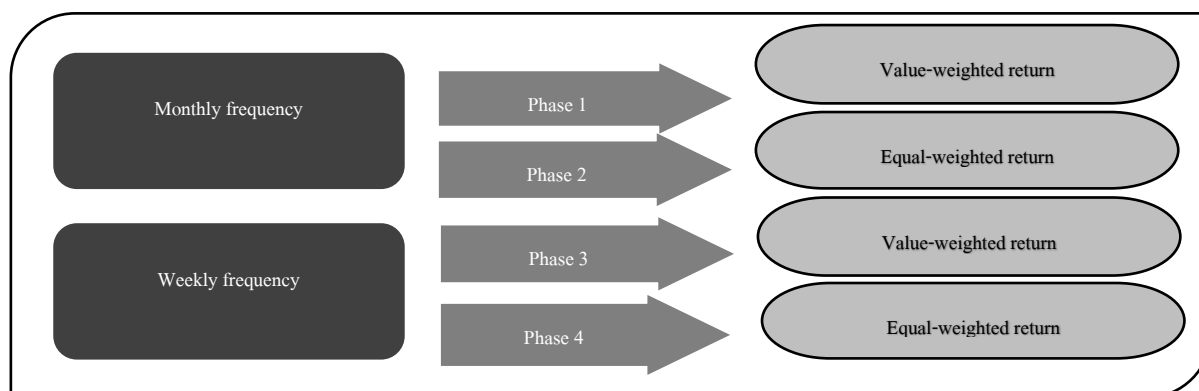 Monthly frequency
Phase 1
Value-weighted return
Phase 2
Equal-weighted return
Weekly frequency
Phase 3
Value-weighted return
Phase 4
Equal-weighted return